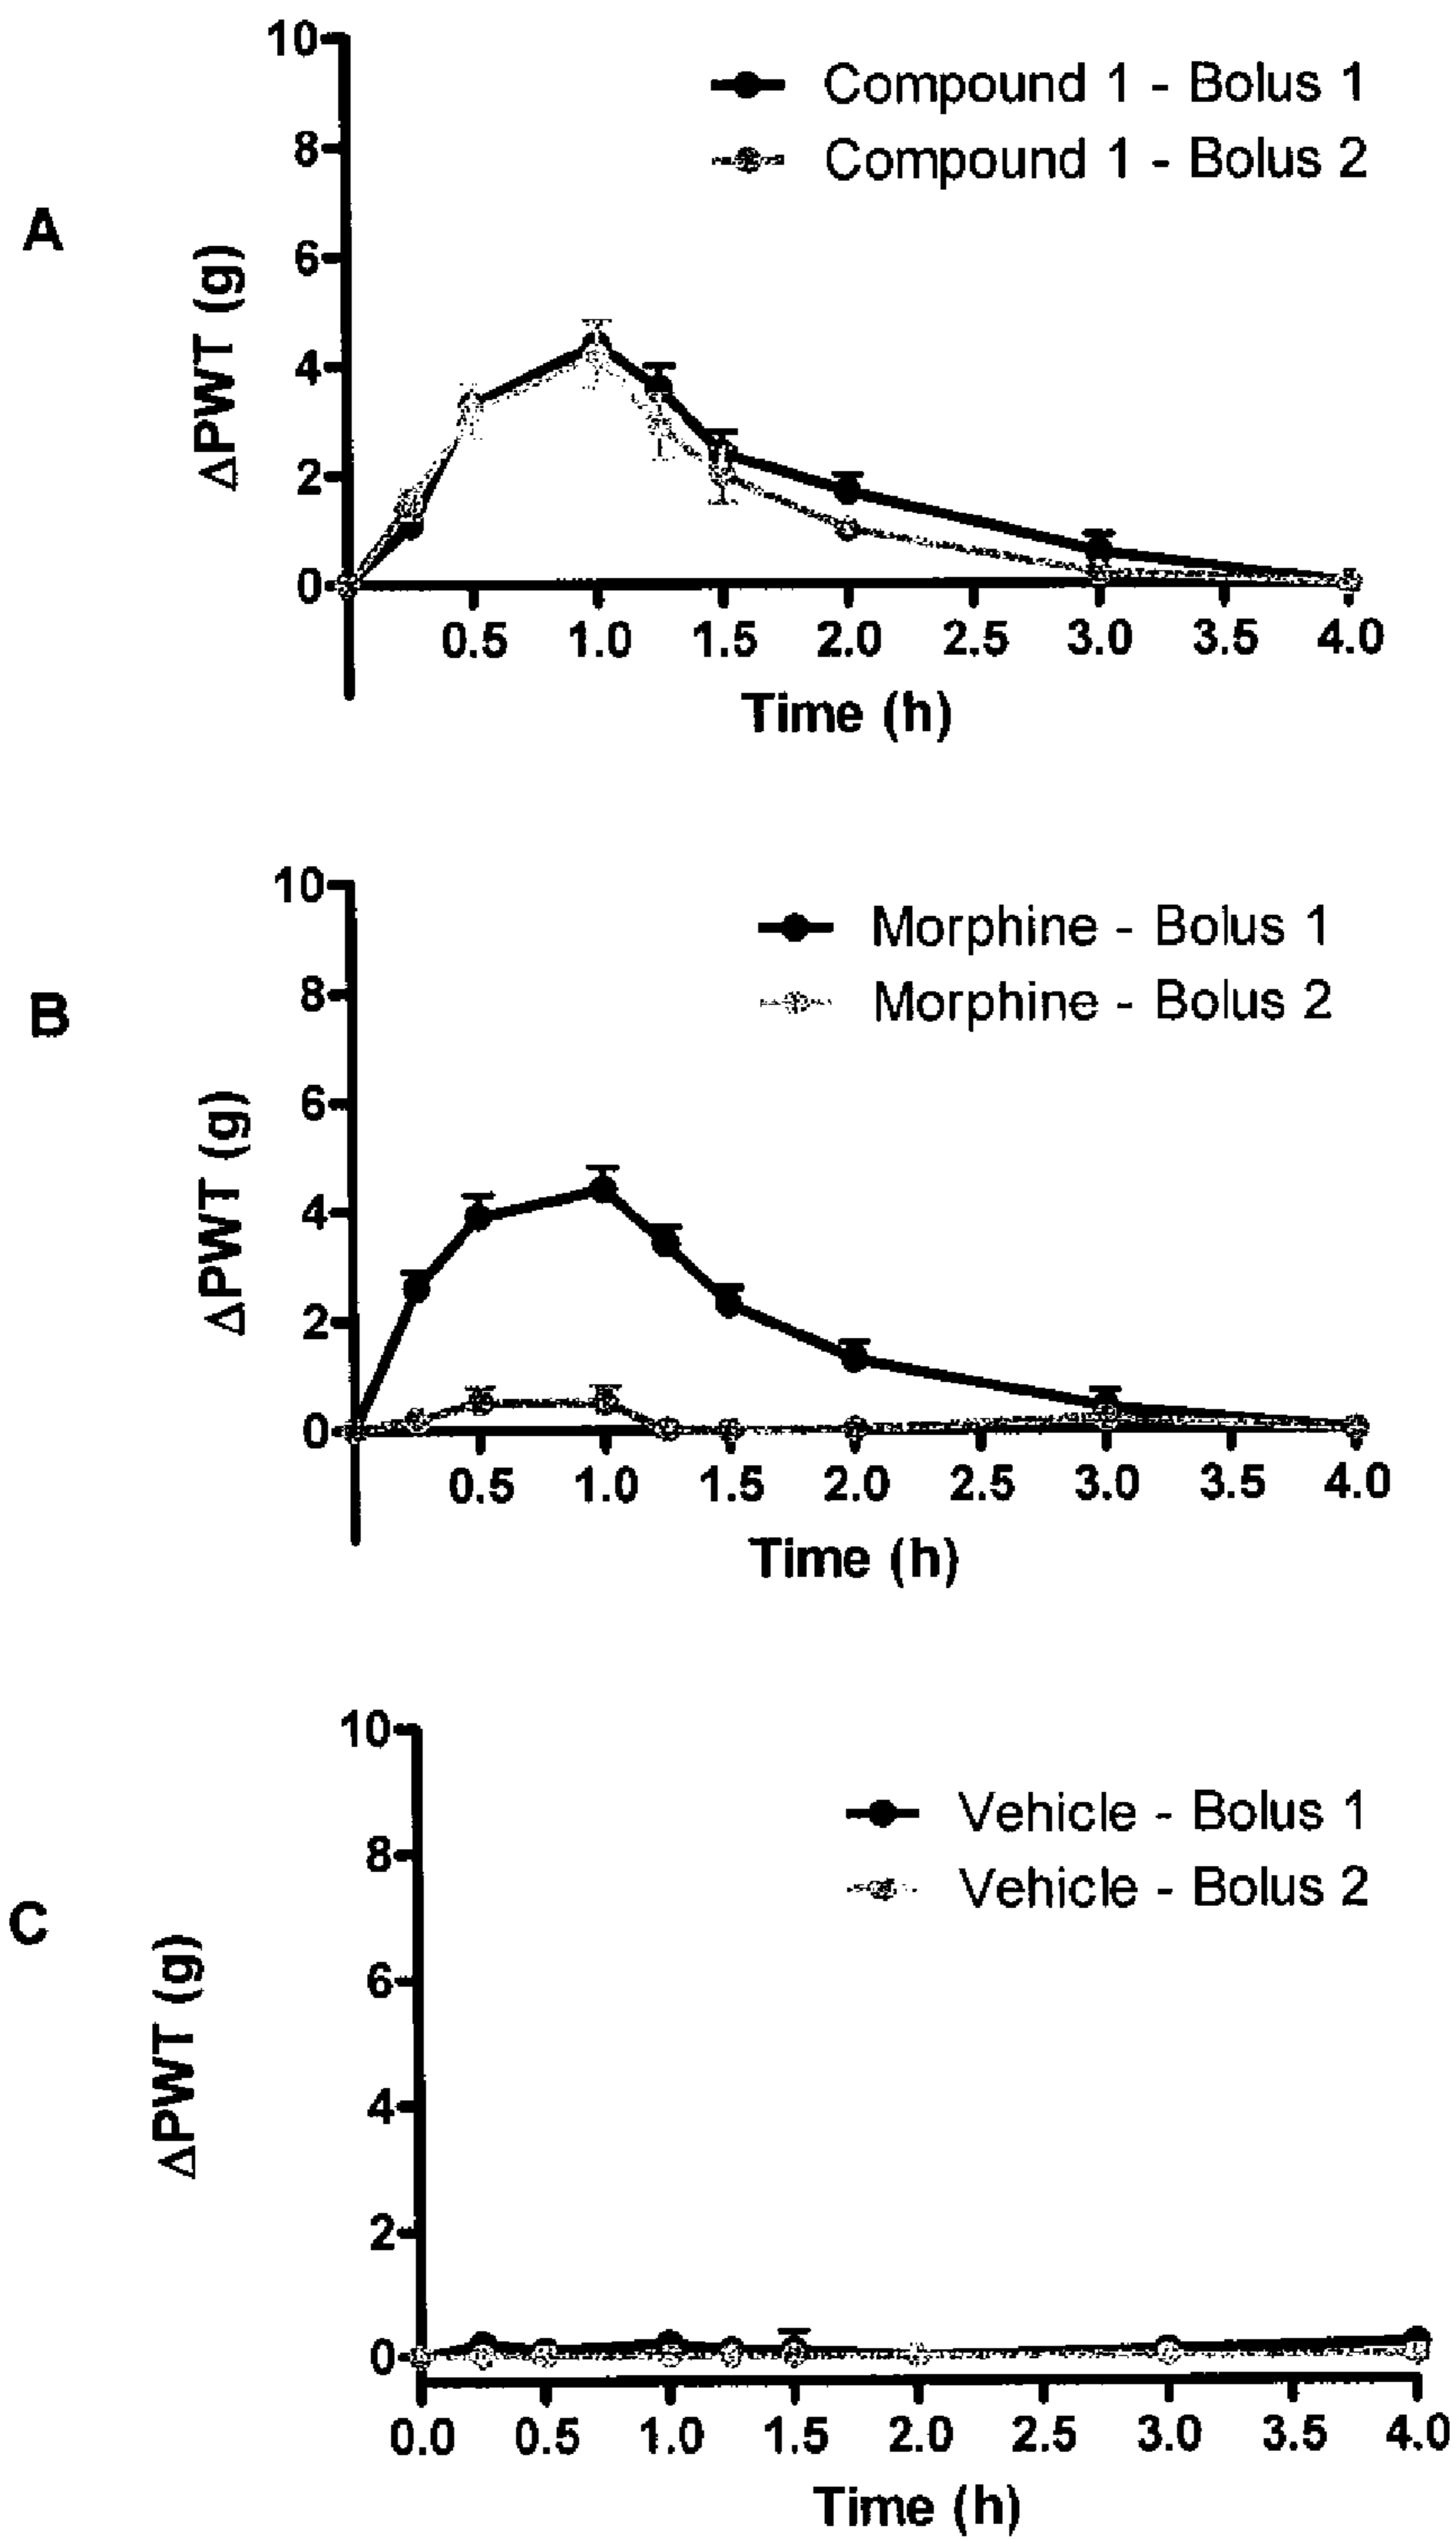 A
ΔPWT (g)
10
8
6
4
2
0
Compound 1 - Bolus 1
Compound 1 - Bolus 2
0.5 1.0 1.5 2.0 2.5 3.0 3.5 4.0
Time (h)
B
ΔPWT (g)
10
8
6
4
2
0
Morphine - Bolus 1
Morphine - Bolus 2
0.5 1.0 1.5 2.0 2.5 3.0 3.5 4.0
Time (h)
C
ΔPWT (g)
10
8
6
4
2
0
Vehicle - Bolus 1
Vehicle - Bolus 2
0.0 0.5 1.0 1.5 2.0 2.5 3.0 3.5 4.0
Time (h)